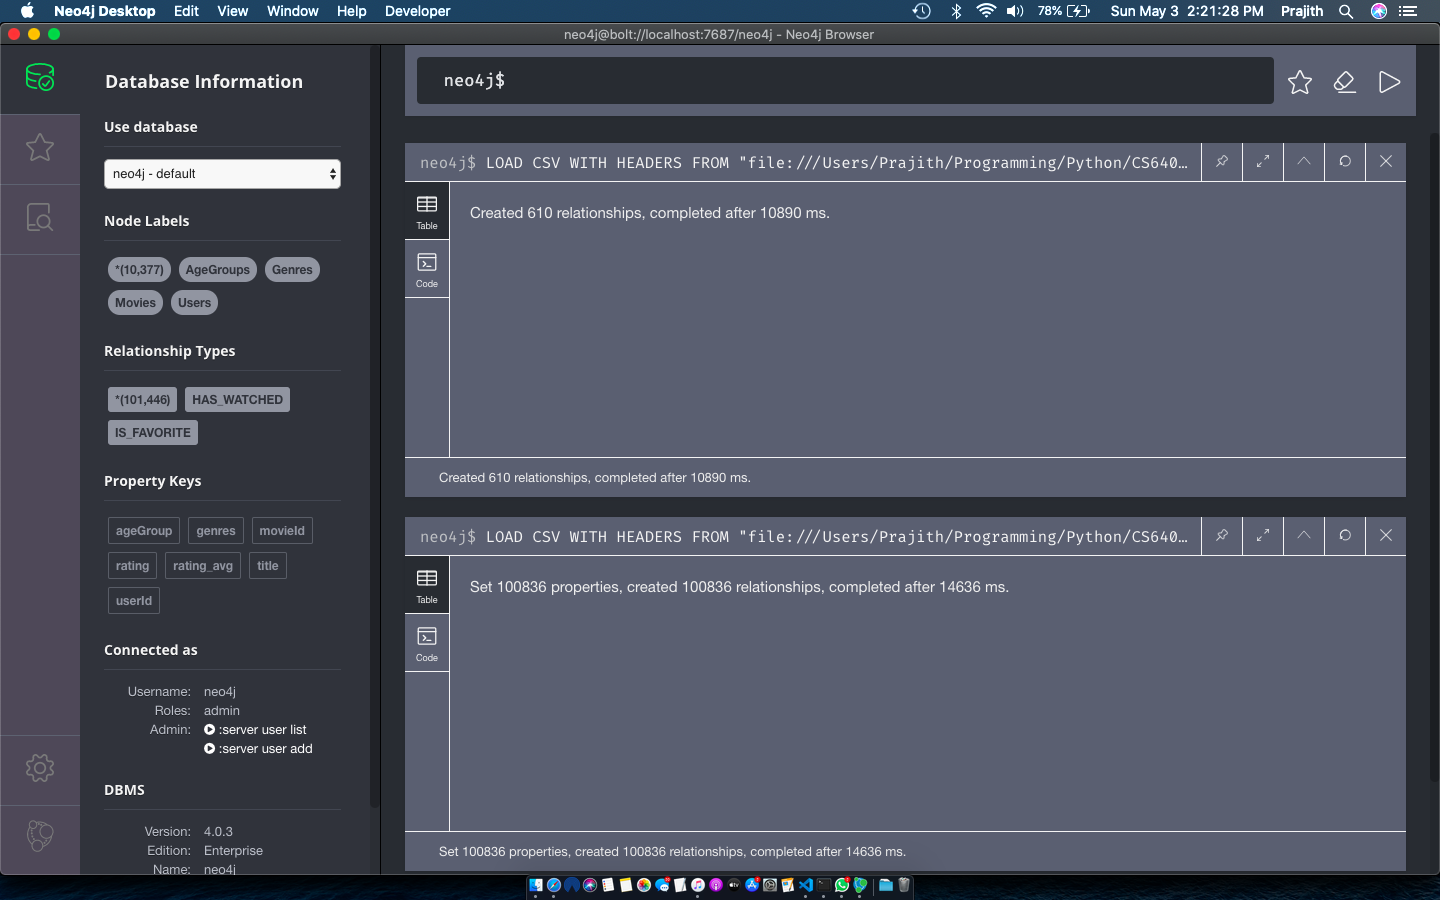 Neo4j Desktop Edit View Window Help Developer 78% Sun May 3 2:21:28 PM Prajith
neo4j@bolt://localhost:7687/neo4j - Neo4j Browser
Database Information
Use database
neo4j - default
Node Labels
*(10,377) AgeGroups Genres
Movies Users
Relationship Types
*(101,446) HAS_WATCHED
IS_FAVORITE
Property Keys
ageGroup genres movieId
rating rating_avg title
userId
Connected as
Username: neo4j
Roles: admin
Admin: :server user list
:server user add
DBMS
Version: 4.0.3
Edition: Enterprise
Name: neo4j
neo4j$
neo4j$ LOAD CSV WITH HEADERS FROM "file:///Users/Prajith/Programming/Python/CS640…
Table
Created 610 relationships, completed after 10890 ms.
Code
Created 610 relationships, completed after 10890 ms.
neo4j$ LOAD CSV WITH HEADERS FROM "file:///Users/Prajith/Programming/Python/CS640…
Table
Set 100836 properties, created 100836 relationships, completed after 14636 ms.
Code
Set 100836 properties, created 100836 relationships, completed after 14636 ms.